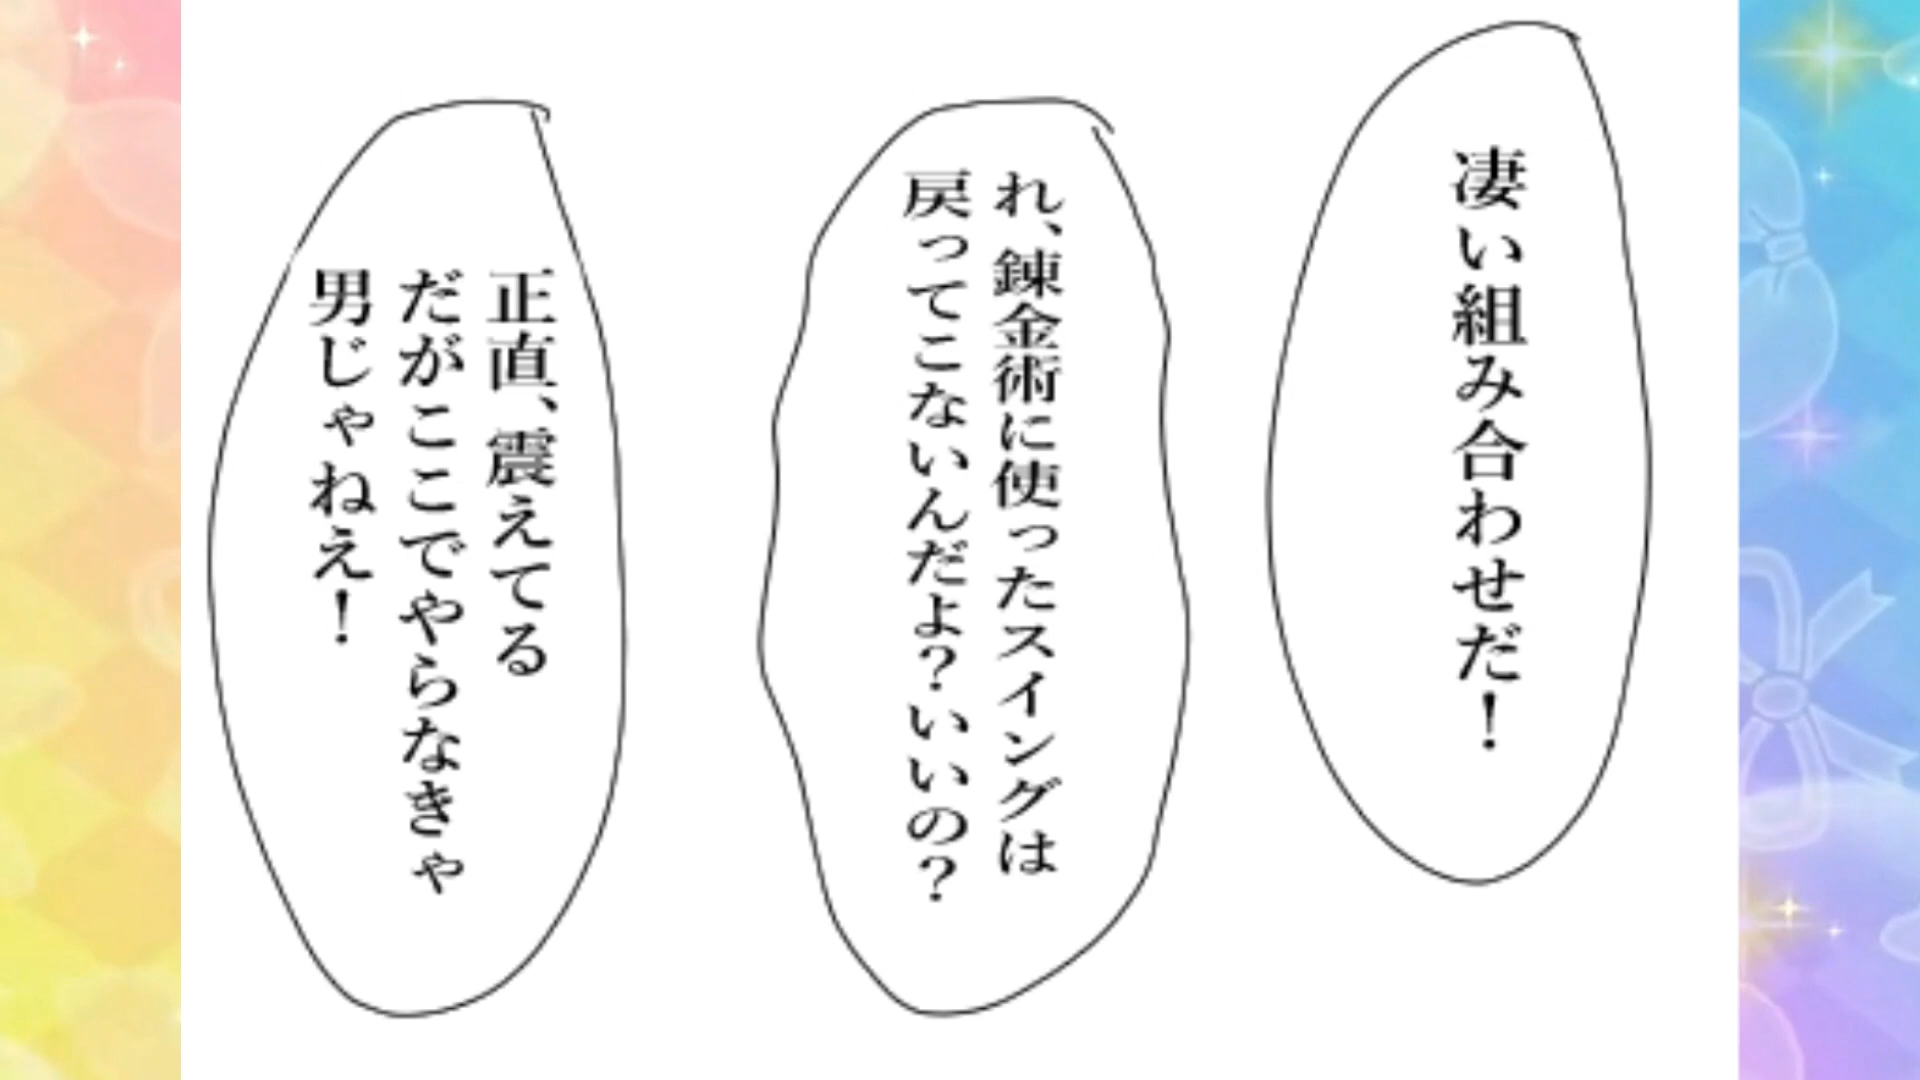 凄い組み合わせだ！
れ、錬金術に使ったスイングは
戻ってこないんだよ？いいの？
正直、震えてる
だがここでやらなきゃ
男じゃねえ！